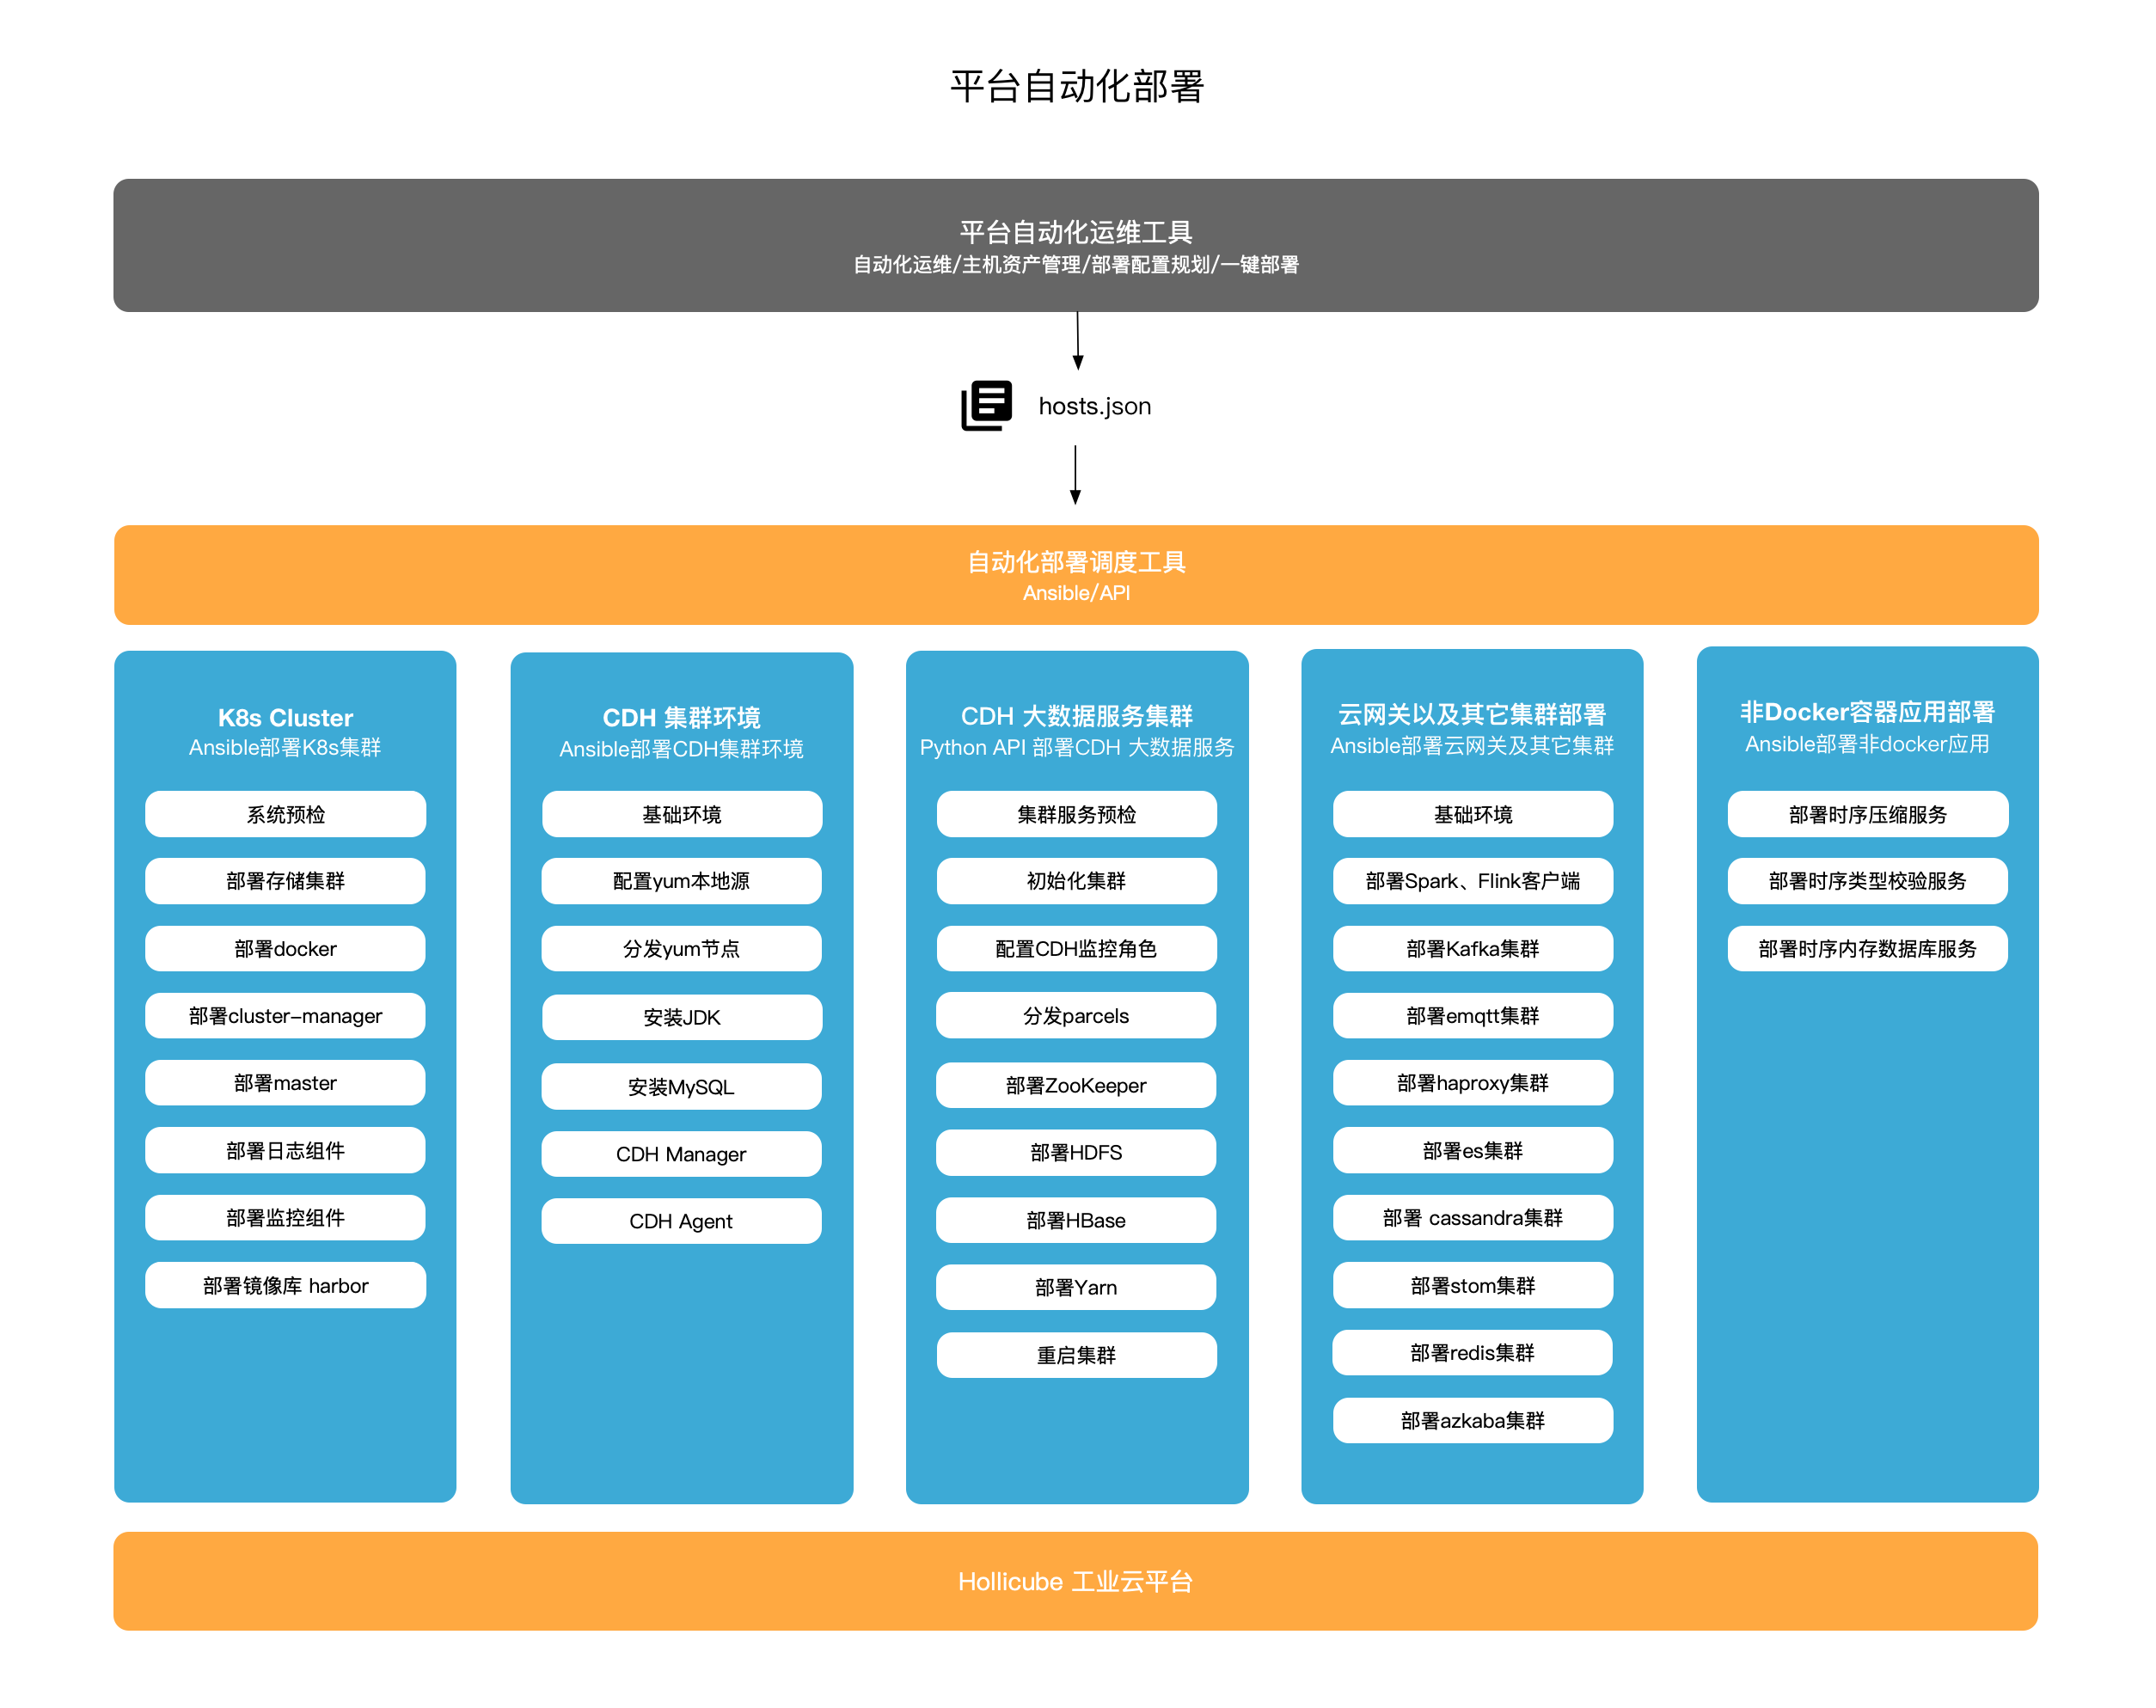 平台自动化部署
平台自动化运维工具
自动化运维/主机资产管理/部署配置规划/一键部署
hosts.json
自动化部署调度工具
Ansible/API
K8s Cluster
Ansible部署K8s集群
系统预检
部署存储集群
部署docker
部署cluster-manager
部署master
部署日志组件
部署监控组件
部署镜像库 harbor
CDH 集群环境
Ansible部署CDH集群环境
基础环境
配置yum本地源
分发yum节点
安装JDK
安装MySQL
CDH Manager
CDH Agent
CDH 大数据服务集群
Python API 部署CDH 大数据服务
集群服务预检
初始化集群
配置CDH监控角色
分发parcels
部署ZooKeeper
部署HDFS
部署HBase
部署Yarn
重启集群
云网关以及其它集群部署
Ansible部署云网关及其它集群
基础环境
部署Spark、Flink客户端
部署Kafka集群
部署emqtt集群
部署haproxy集群
部署es集群
部署 cassandra集群
部署stom集群
部署redis集群
部署azkaba集群
非Docker容器应用部署
Ansible部署非docker应用
部署时序压缩服务
部署时序类型校验服务
部署时序内存数据库服务
Hollicube 工业云平台